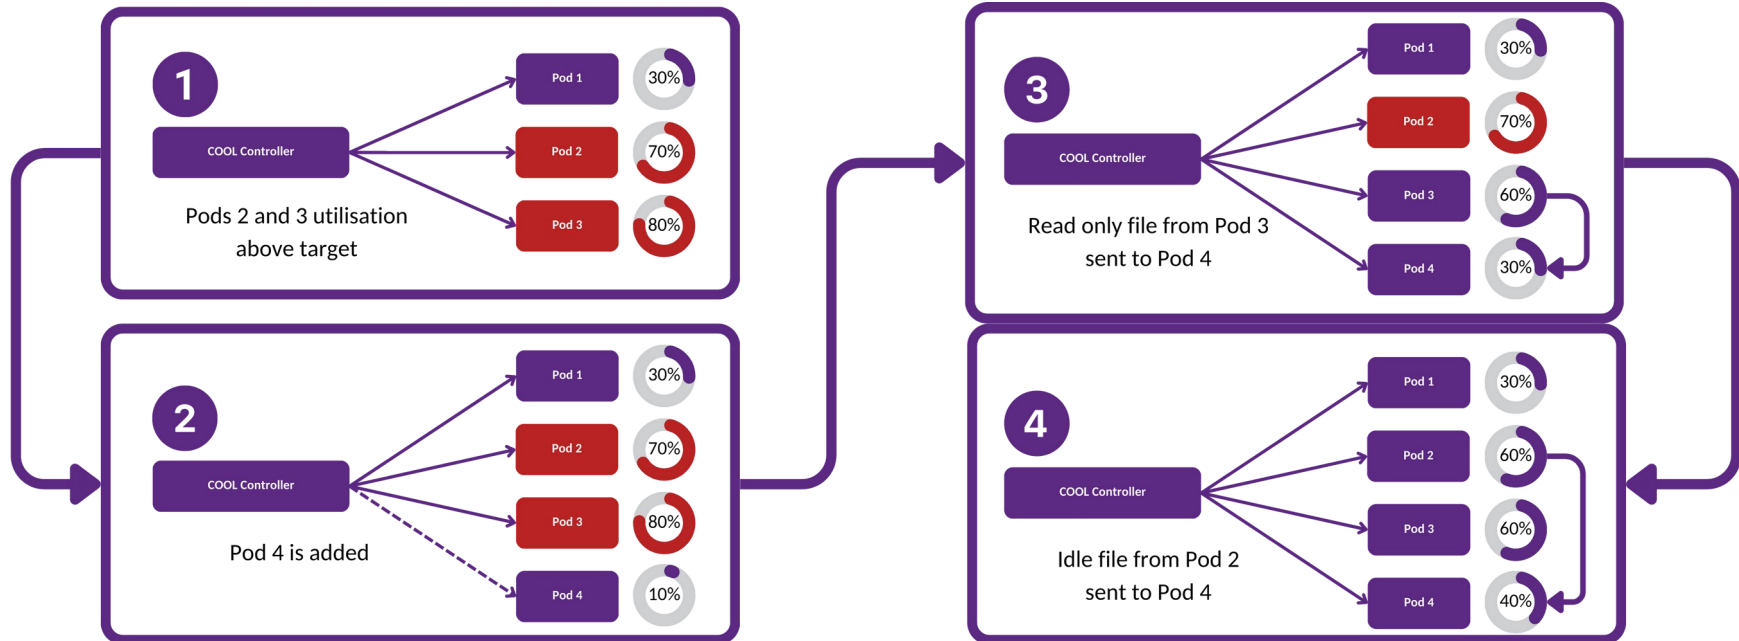 1
COOL Controller
Pods 2 and 3 utilisation
above target
Pod 1
30%
Pod 2
70%
Pod 3
80%
2
COOL Controller
Pod 4 is added
Pod 1
30%
Pod 2
70%
Pod 3
80%
Pod 4
10%
3
COOL Controller
Read only file from Pod 3
sent to Pod 4
Pod 1
30%
Pod 2
70%
Pod 3
60%
Pod 4
30%
4
COOL Controller
Idle file from Pod 2
sent to Pod 4
Pod 1
30%
Pod 2
60%
Pod 3
60%
Pod 4
40%